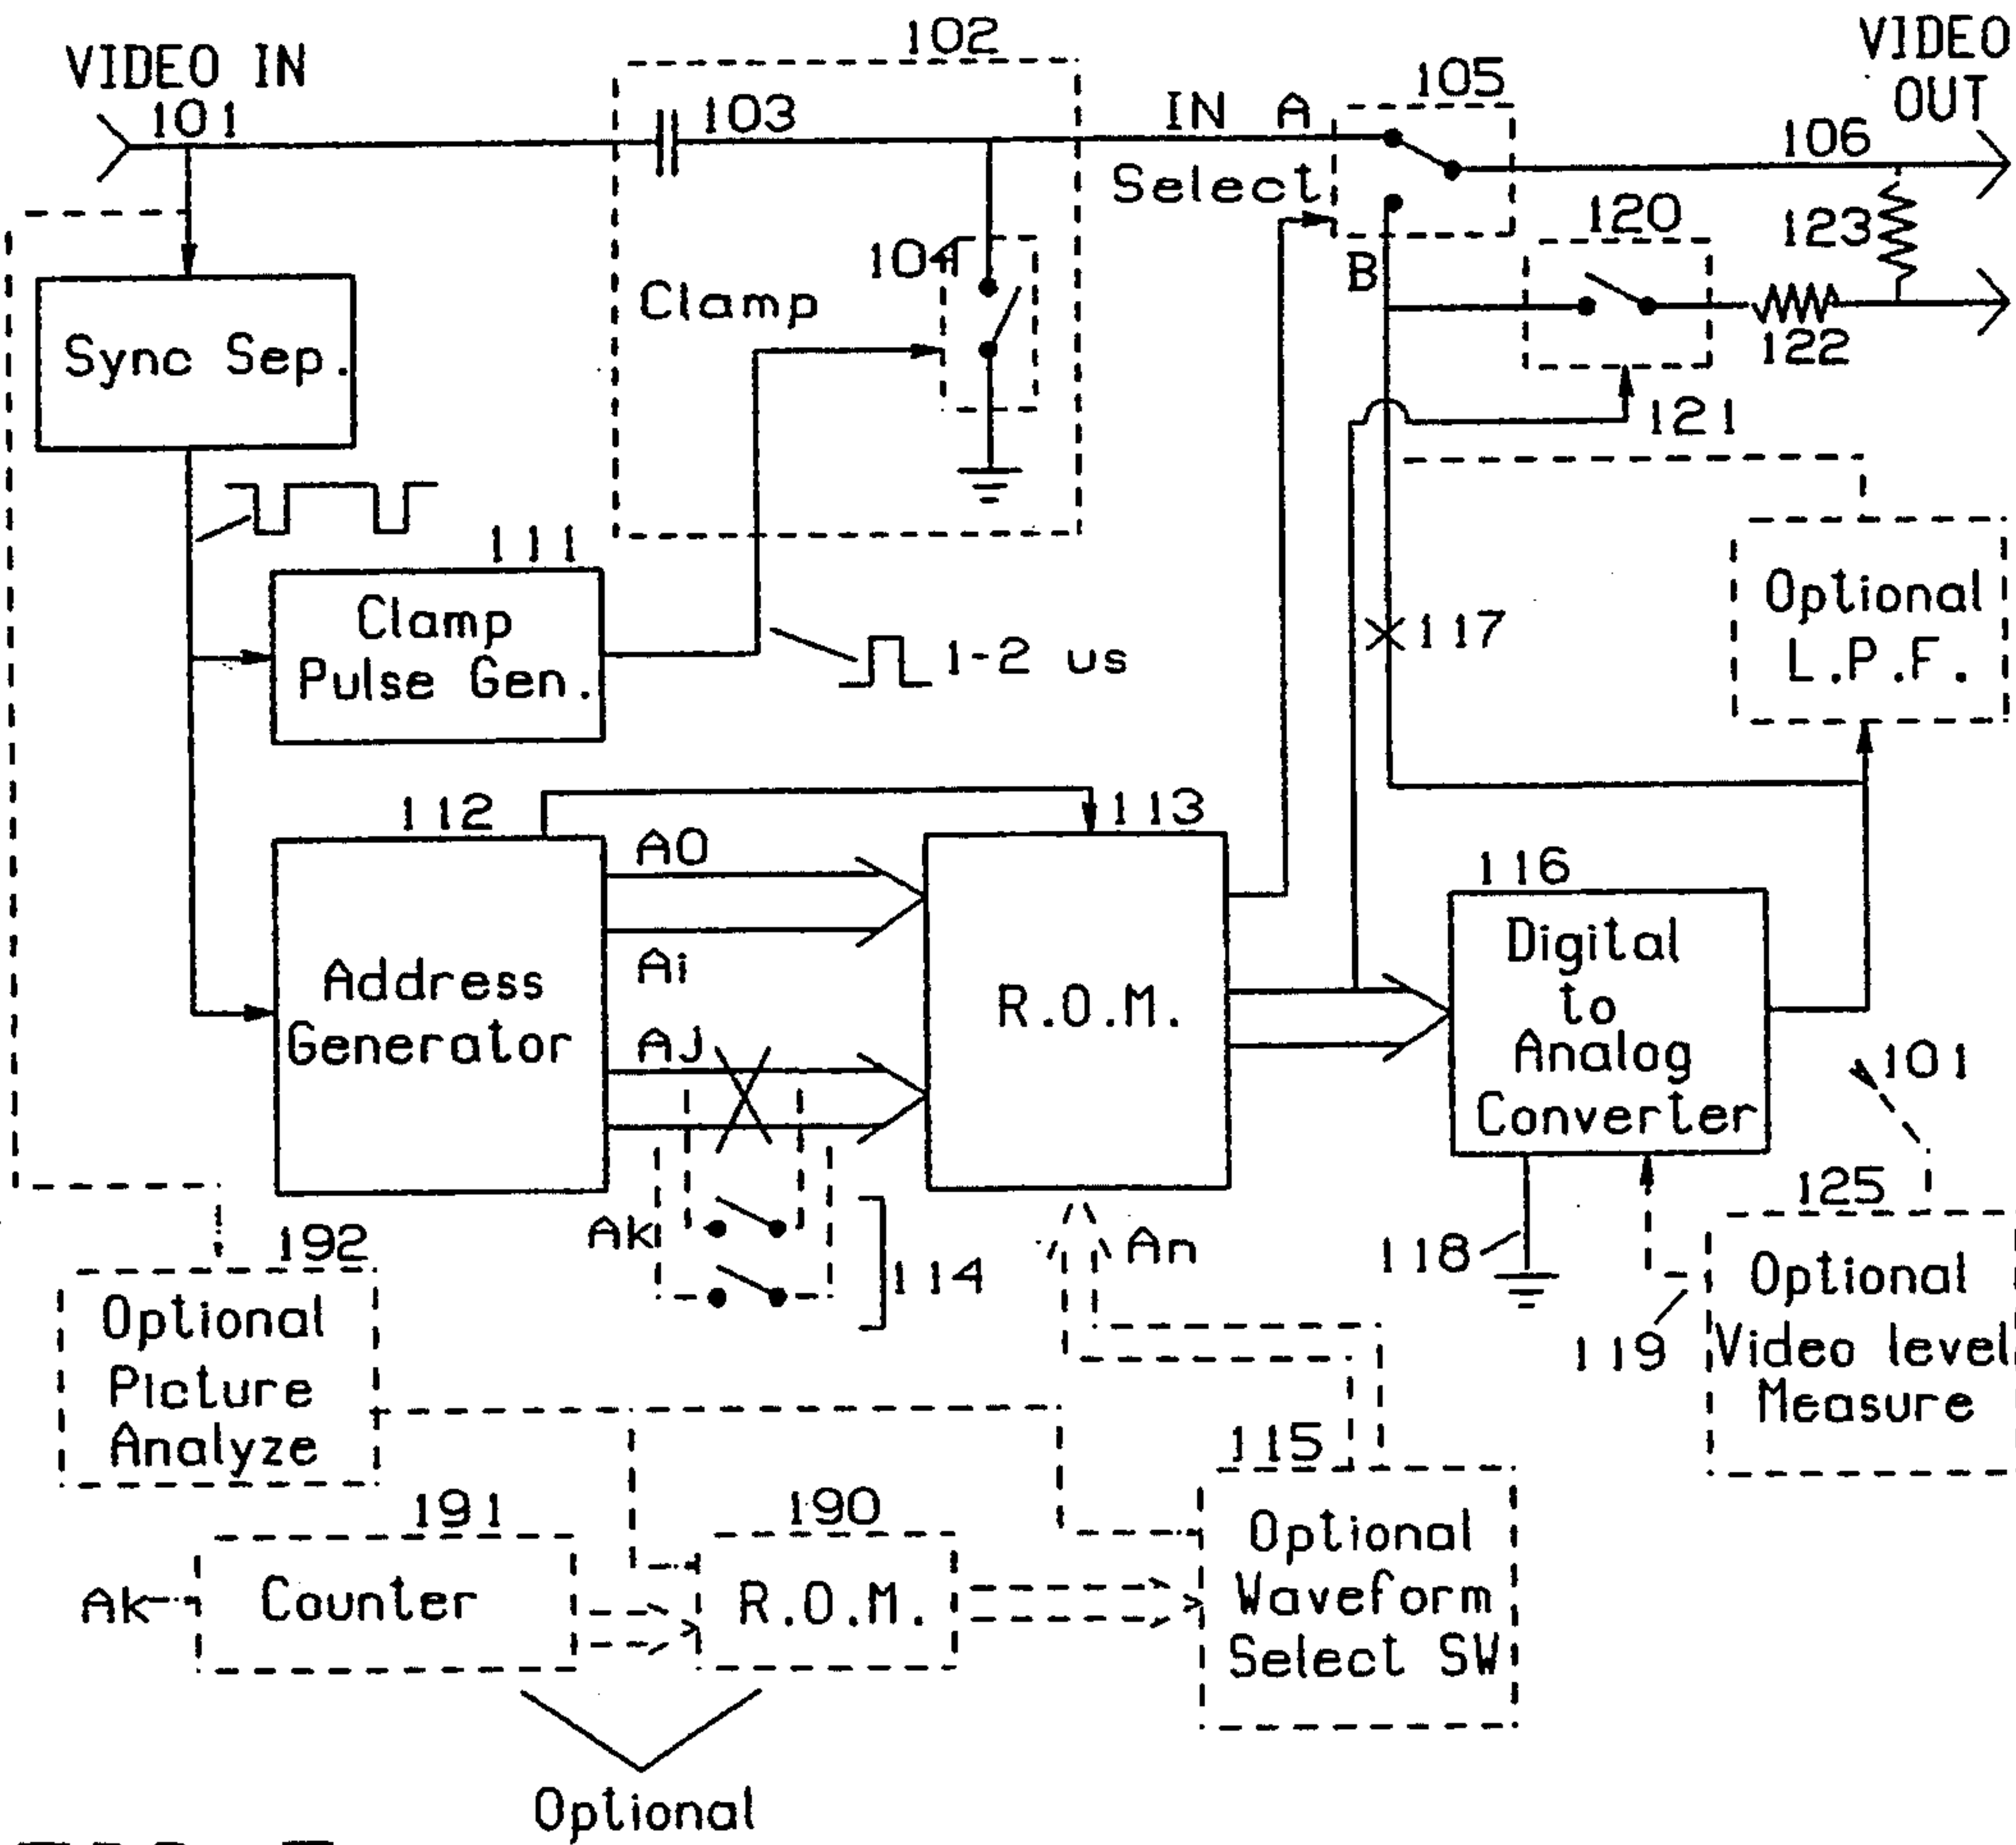 VIDEO IN
101
102
103
IN A
Select
105
VIDEO
OUT
106
104
Clamp
B
120
123
122
121
Sync Sep.
111
Clamp
Pulse Gen.
1-2 us
117
Optional
L.P.F.
112
Address
Generator
A0
Ai
AJ
Ak
114
113
R.O.M.
An
116
Digital
to
Analog
Converter
118
119
101
125
Optional
Video level
Measure
192
Optional
Picture
Analyze
191
Ak
Counter
190
R.O.M.
115
Optional
Waveform
Select SW
Optional